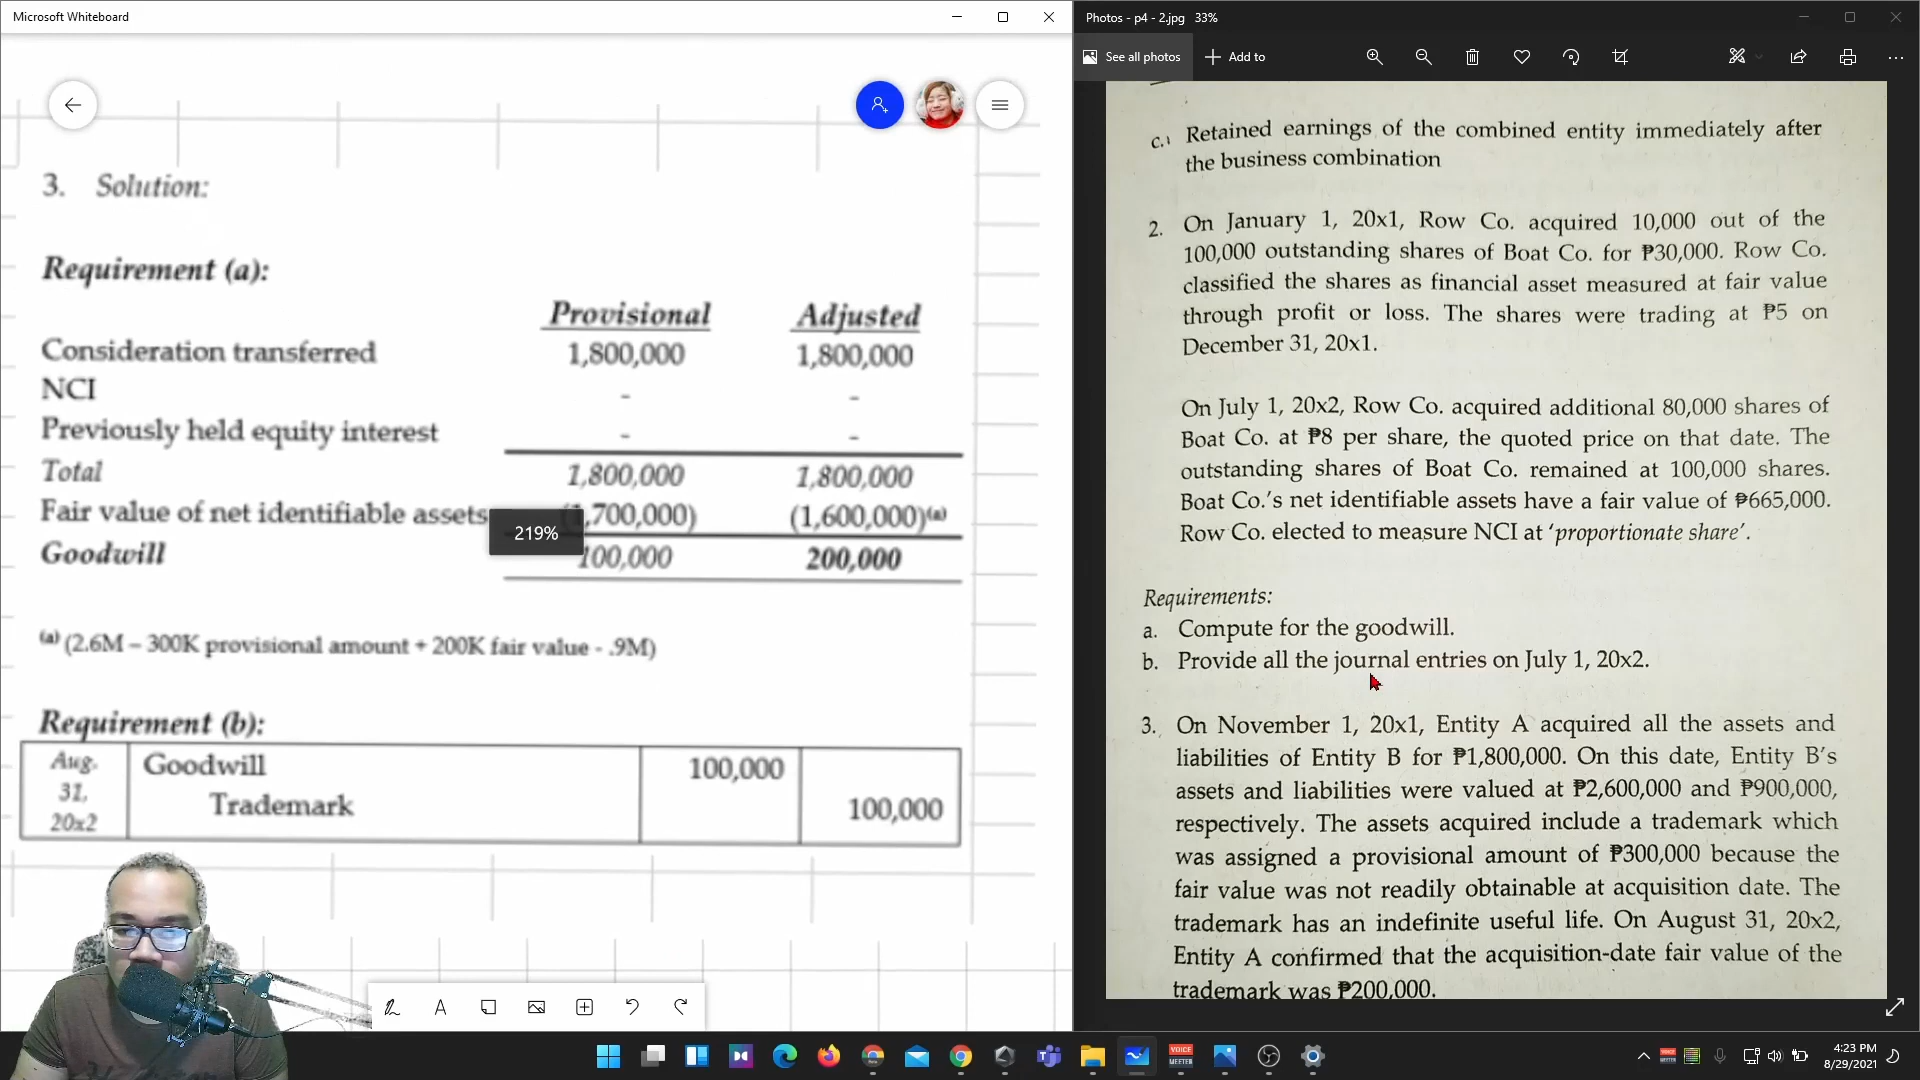 Microsoft Whiteboard
3. Solution:
Requirement (a):
Provisional Adjusted
Consideration transferred 1,800,000 1,800,000
NCI - -
Previously held equity interest - -
Total 1,800,000 1,800,000
Fair value of net identifiable assets ,700,000) (1,600,000)(a)
219%
Goodwill 100,000 200,000
(a) (2.6M – 300K provisional amount + 200K fair value - .9M)
Requirement (b):
Aug. 31, 20x2
Goodwill 100,000
Trademark 100,000
Photos - p4 - 2.jpg 33%
See all photos
Add to
c. Retained earnings of the combined entity immediately after
the business combination
2. On January 1, 20x1, Row Co. acquired 10,000 out of the
100,000 outstanding shares of Boat Co. for ₱30,000. Row Co.
classified the shares as financial asset measured at fair value
through profit or loss. The shares were trading at ₱5 on
December 31, 20x1.
On July 1, 20x2, Row Co. acquired additional 80,000 shares of
Boat Co. at ₱8 per share, the quoted price on that date. The
outstanding shares of Boat Co. remained at 100,000 shares.
Boat Co.'s net identifiable assets have a fair value of ₱665,000.
Row Co. elected to measure NCI at 'proportionate share'.
Requirements:
a. Compute for the goodwill.
b. Provide all the journal entries on July 1, 20x2.
3. On November 1, 20x1, Entity A acquired all the assets and
liabilities of Entity B for ₱1,800,000. On this date, Entity B's
assets and liabilities were valued at ₱2,600,000 and ₱900,000,
respectively. The assets acquired include a trademark which
was assigned a provisional amount of ₱300,000 because the
fair value was not readily obtainable at acquisition date. The
trademark has an indefinite useful life. On August 31, 20x2,
Entity A confirmed that the acquisition-date fair value of the
trademark was ₱200,000.
VOICE MEETER
4:23 PM
8/29/2021